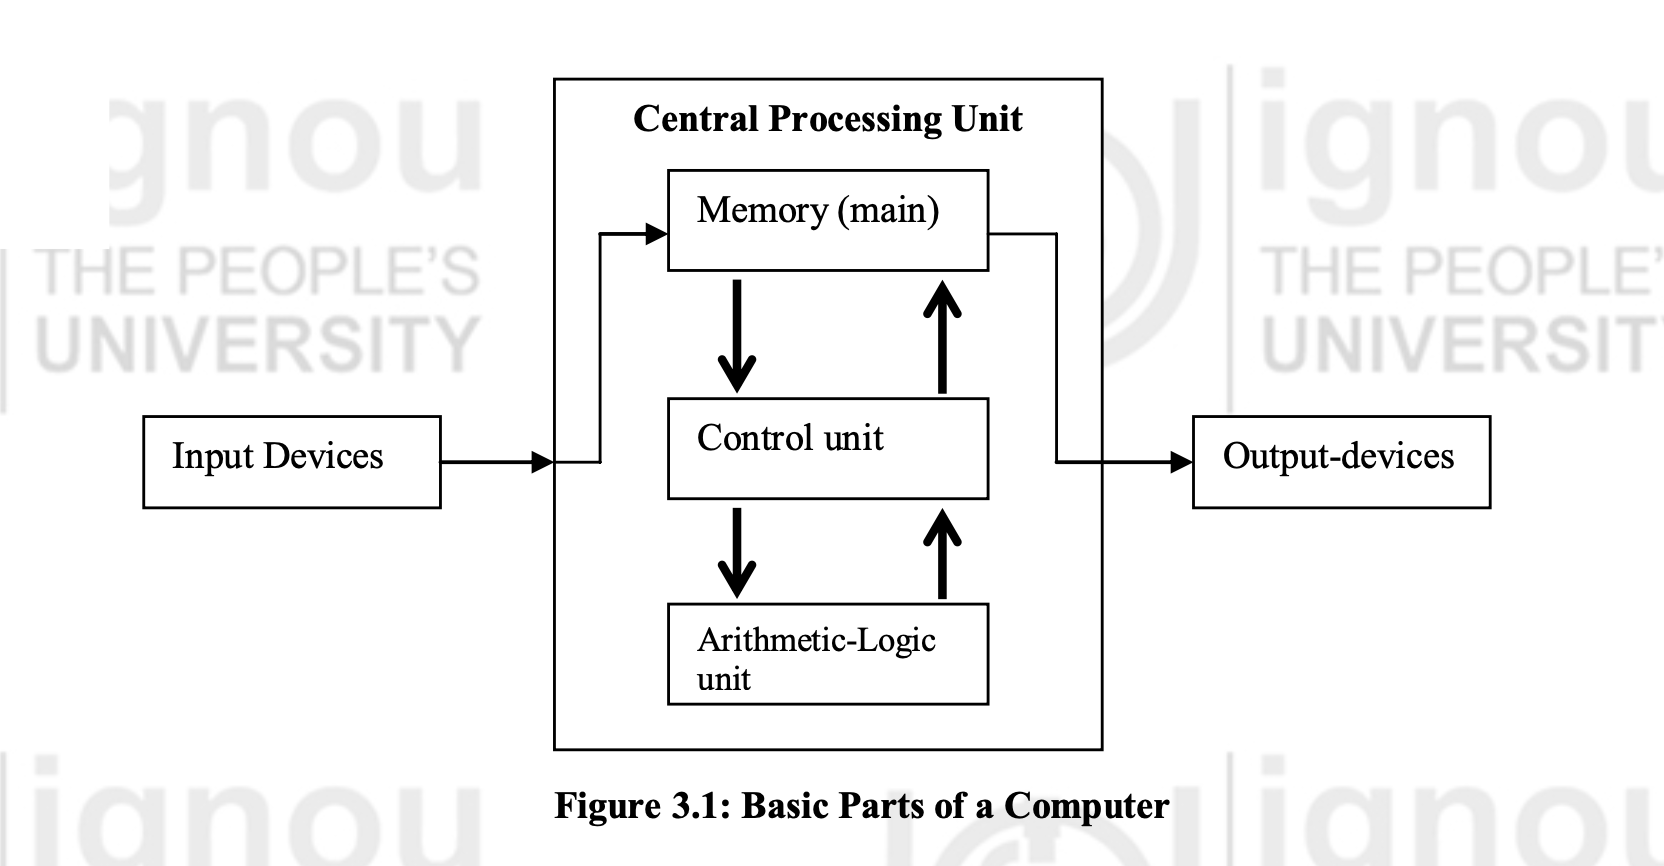 gnou
THE PEOPLE'S
UNIVERSITY
ignou
THE PEOPLE'
UNIVERSIT
Central Processing Unit
Memory (main)
Control unit
Input Devices
Output-devices
Arithmetic-Logic
unit
Figure 3.1: Basic Parts of a Computer
ignou
ignou